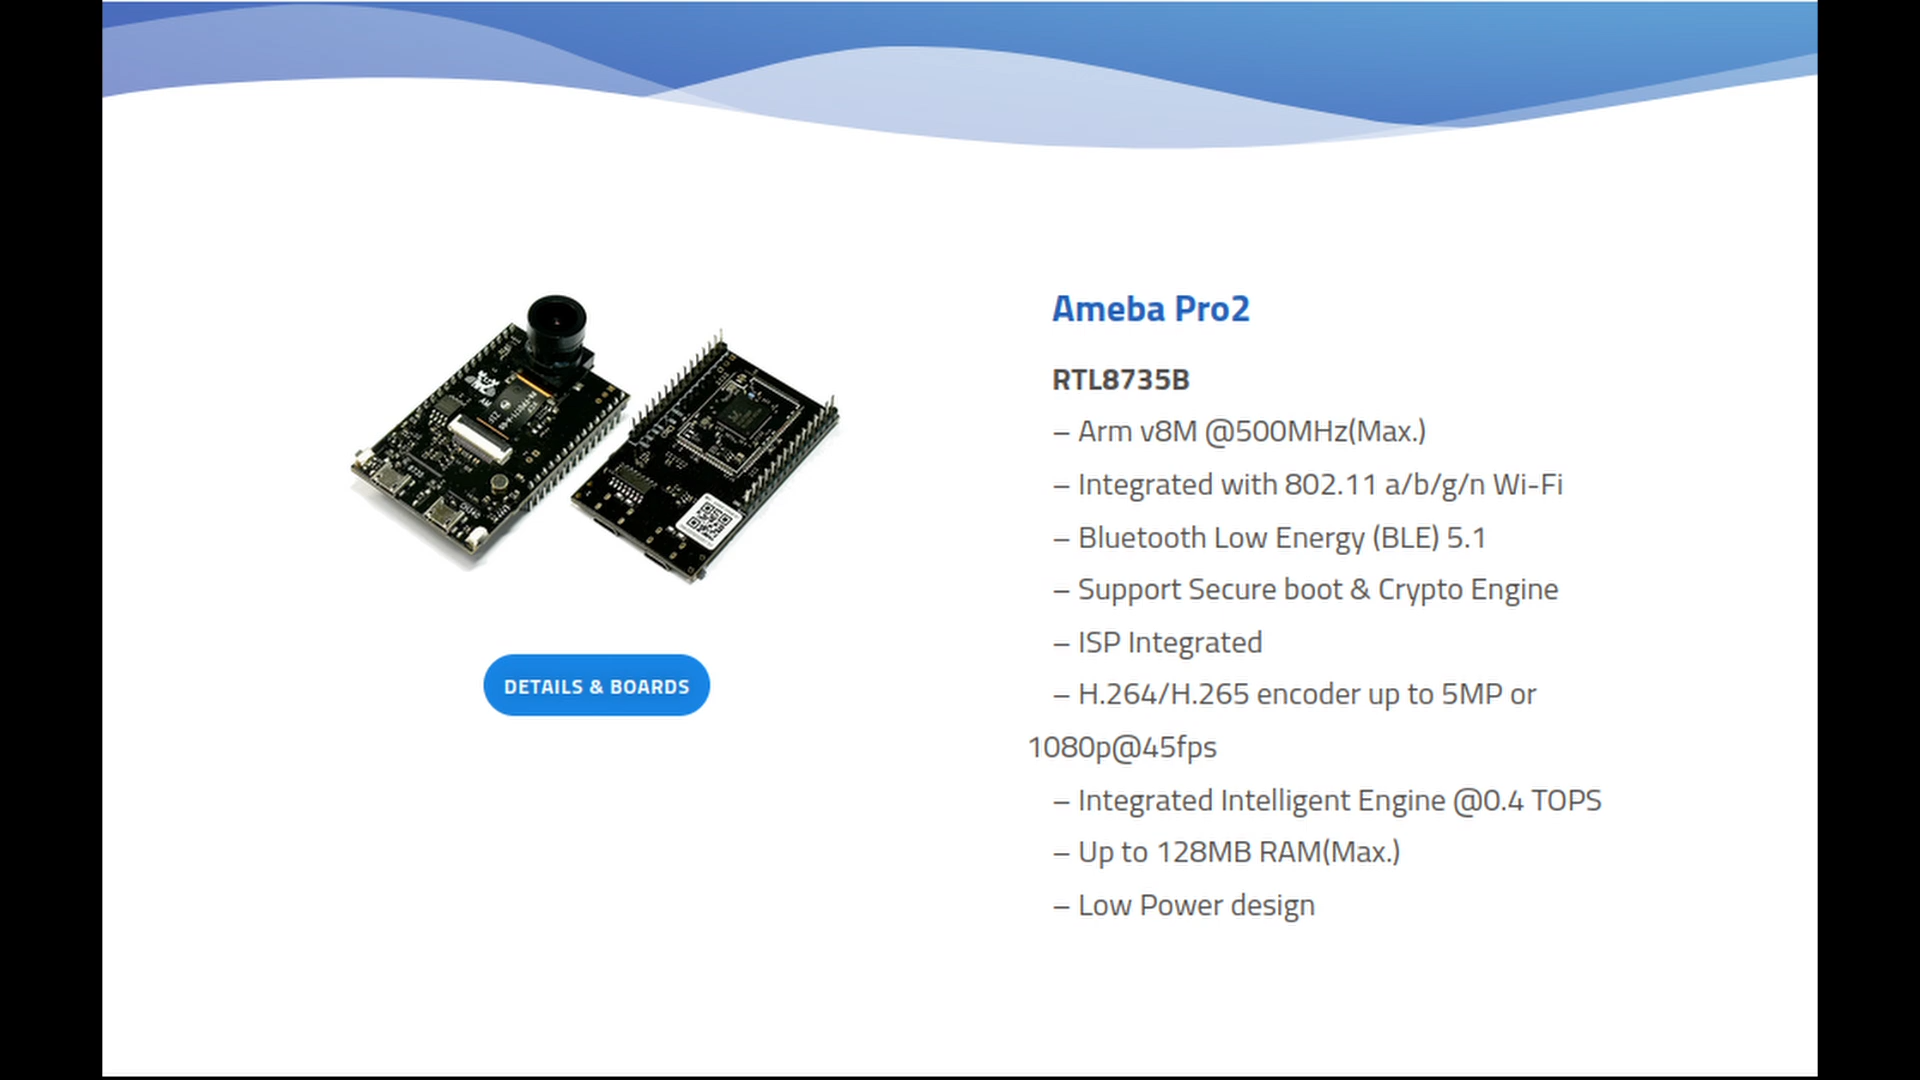 Ameba Pro2
RTL8735B
– Arm v8M @500MHz(Max.)
– Integrated with 802.11 a/b/g/n Wi-Fi
– Bluetooth Low Energy (BLE) 5.1
– Support Secure boot & Crypto Engine
– ISP Integrated
– H.264/H.265 encoder up to 5MP or
1080p@45fps
– Integrated Intelligent Engine @0.4 TOPS
– Up to 128MB RAM(Max.)
– Low Power design
DETAILS & BOARDS